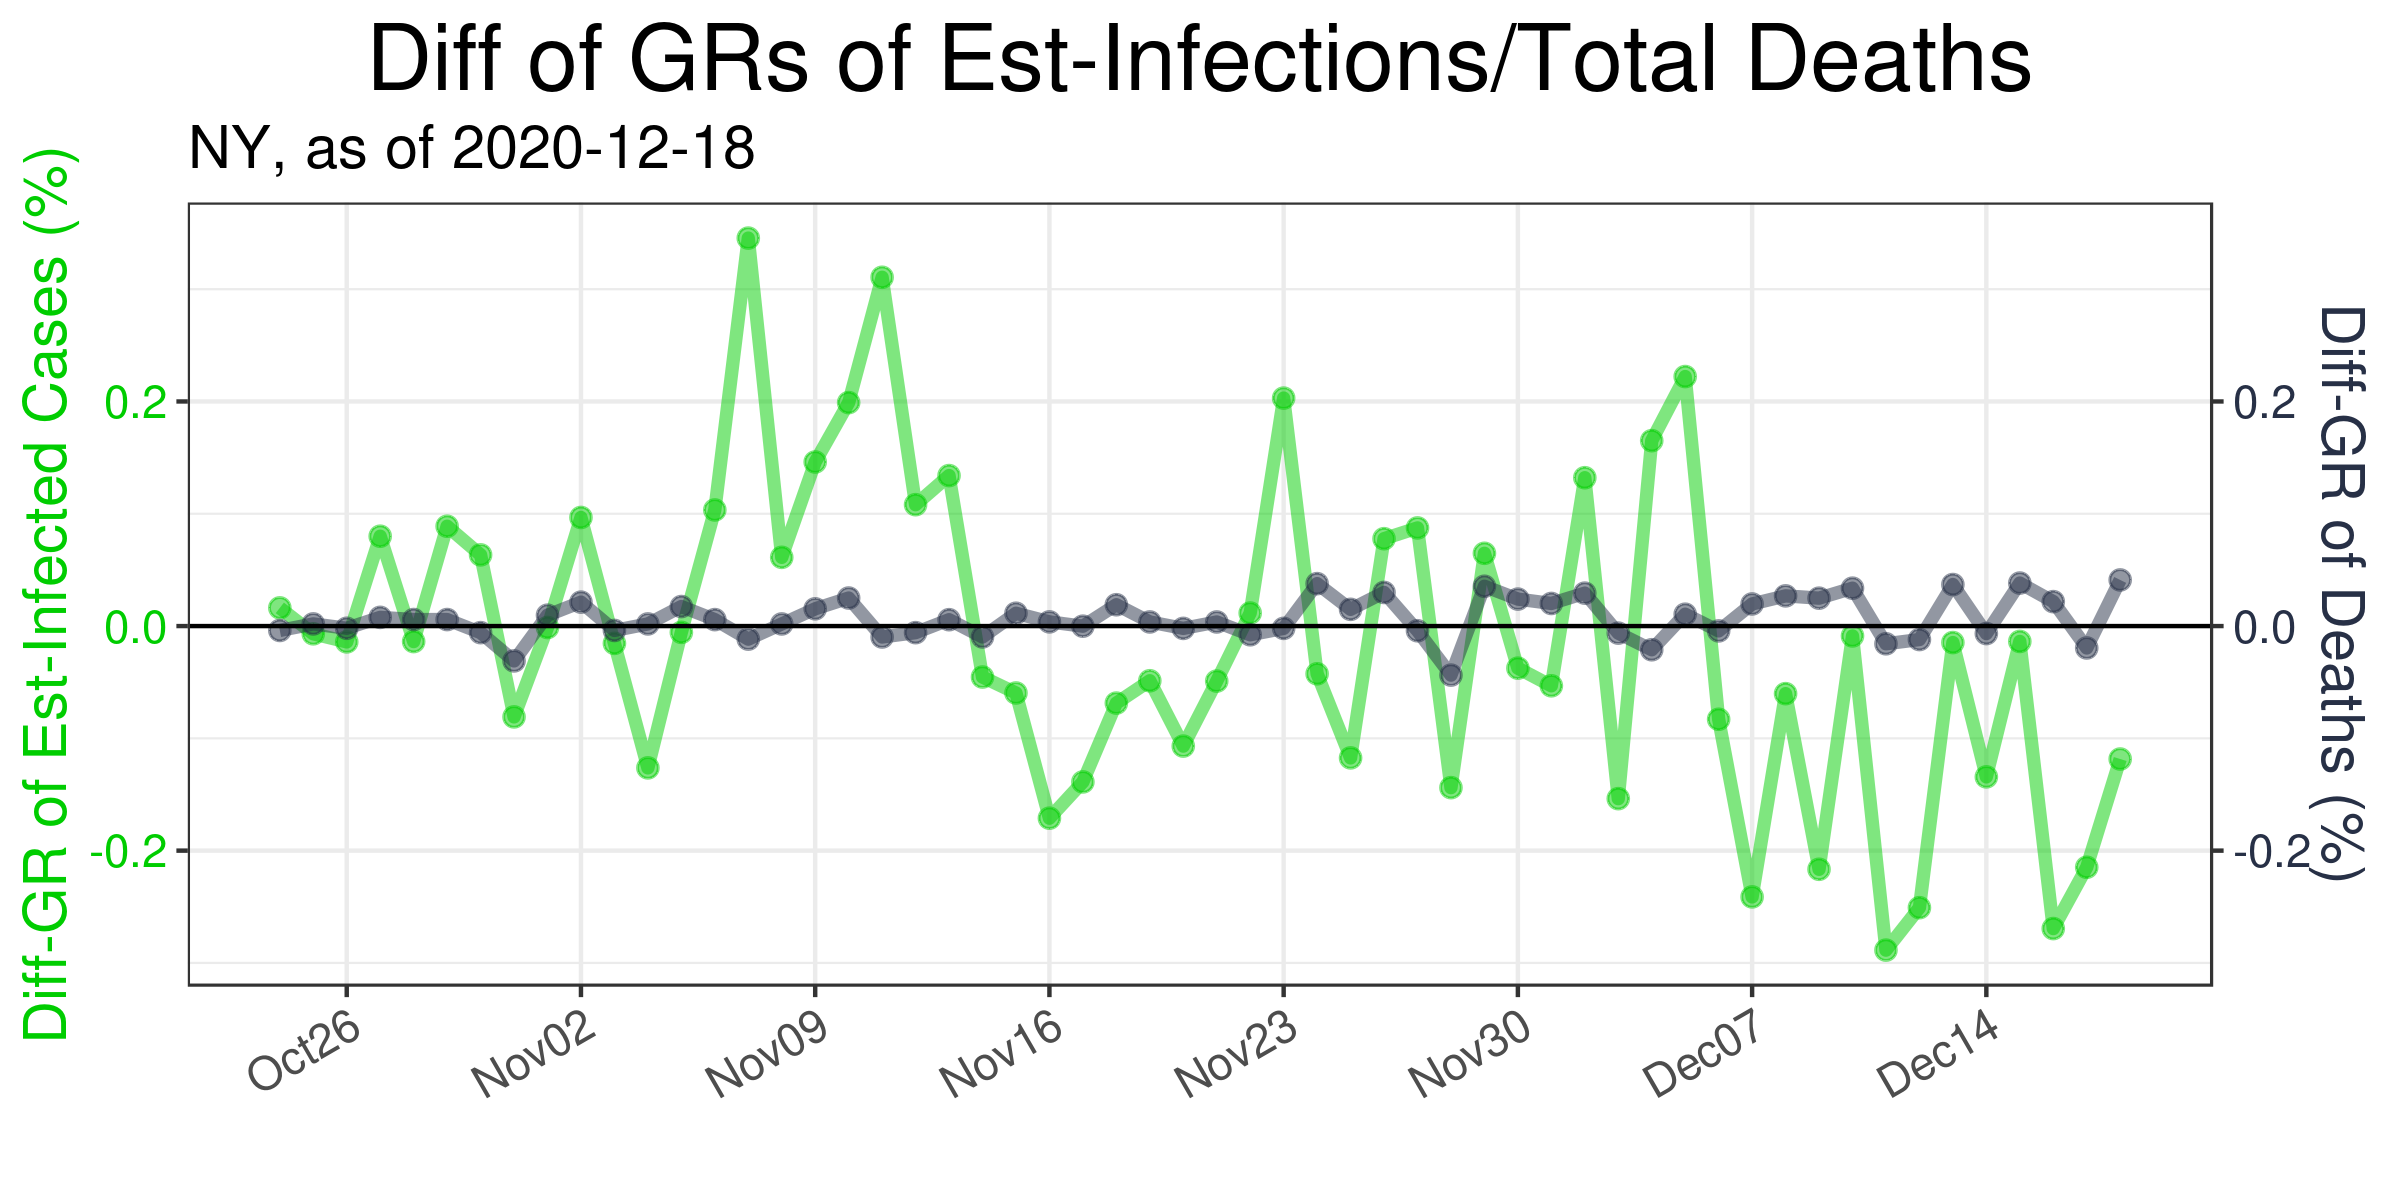 Diff of GRs of Est-Infections/Total Deaths
NY, as of 2020-12-18
Diff-GR of Est-Infected Cases (%)
0.2
0.0
-0.2
0.2
0.0
-0.2
Diff-GR of Deaths (%)
Oct26
Nov02
Nov09
Nov16
Nov23
Nov30
Dec07
Dec14